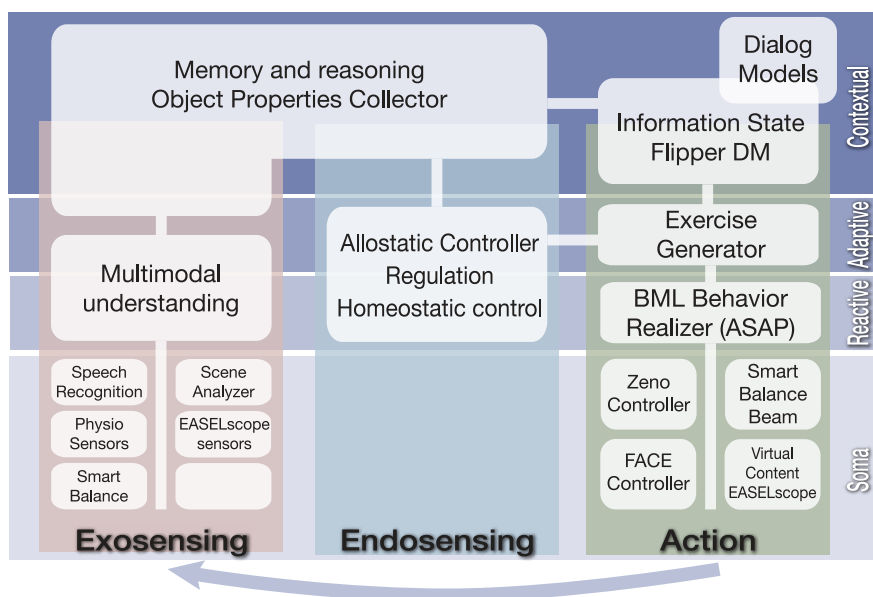 Memory and reasoning
Object Properties Collector
Dialog
Models
Information State
Flipper DM
Contextual
Allostatic Controller
Regulation
Homeostatic control
Exercise
Generator
Adaptive
Multimodal
understanding
BML Behavior
Realizer (ASAP)
Reactive
Speech
Recognition
Scene
Analyzer
Physio
Sensors
EASELscope
sensors
Smart
Balance
Zeno
Controller
Smart
Balance
Beam
FACE
Controller
Virtual
Content
EASELscope
Soma
Exosensing
Endosensing
Action